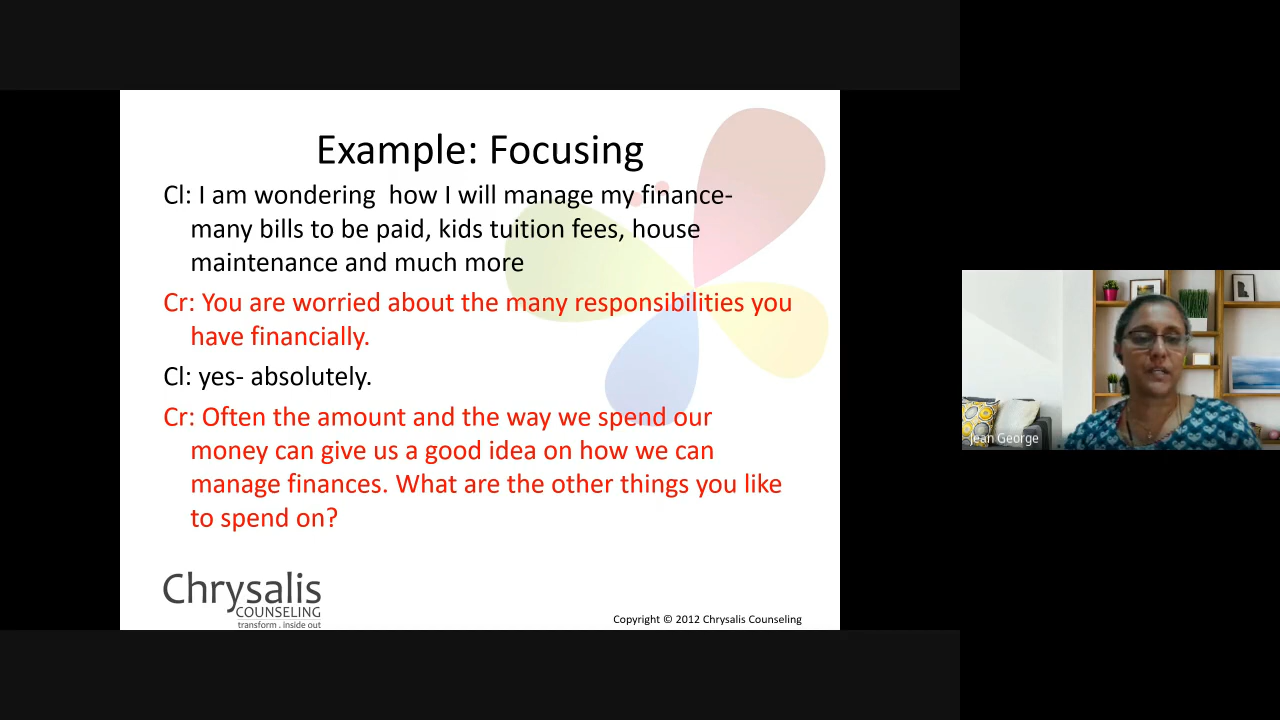 Example: Focusing
Cl: I am wondering  how I will manage my finance-
many bills to be paid, kids tuition fees, house
maintenance and much more
Cr: You are worried about the many responsibilities you
have financially.
Cl: yes- absolutely.
Cr: Often the amount and the way we spend our
money can give us a good idea on how we can
manage finances. What are the other things you like
to spend on?
Chrysalis
COUNSELING
transform . inside out
Copyright © 2012 Chrysalis Counseling
Jean George